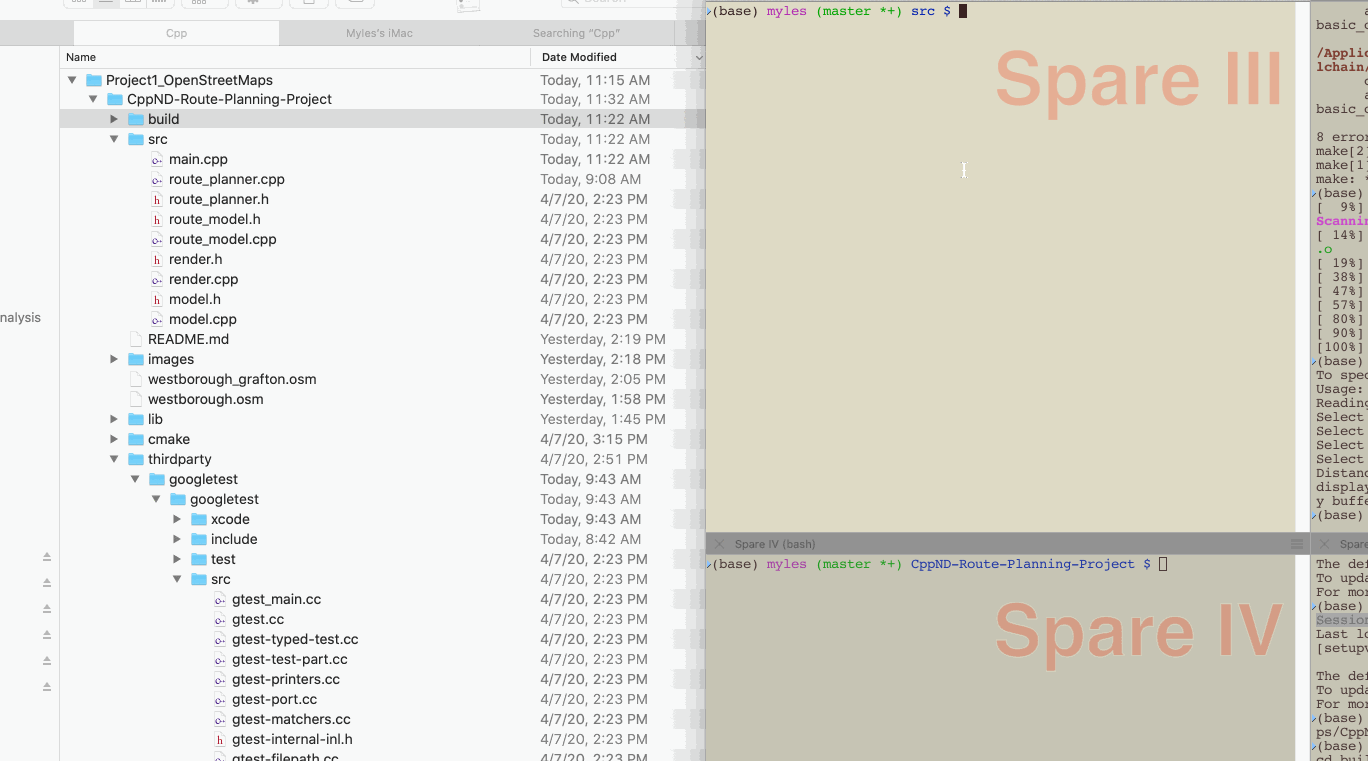 Search
Cpp
Myles's iMac
Searching "Cpp"
Name
Date Modified
Project1_OpenStreetMaps Today, 11:15 AM
CppND-Route-Planning-Project Today, 11:32 AM
build Today, 11:22 AM
src Today, 11:22 AM
main.cpp Today, 11:22 AM
route_planner.cpp Today, 9:08 AM
route_planner.h 4/7/20, 2:23 PM
route_model.h 4/7/20, 2:23 PM
route_model.cpp 4/7/20, 2:23 PM
render.h 4/7/20, 2:23 PM
render.cpp 4/7/20, 2:23 PM
model.h 4/7/20, 2:23 PM
model.cpp 4/7/20, 2:23 PM
README.md Yesterday, 2:19 PM
images Yesterday, 2:18 PM
westborough_grafton.osm Yesterday, 2:05 PM
westborough.osm Yesterday, 1:58 PM
lib Yesterday, 1:45 PM
cmake 4/7/20, 3:15 PM
thirdparty 4/7/20, 2:51 PM
googletest Today, 9:43 AM
googletest Today, 9:43 AM
xcode Today, 9:43 AM
include Today, 8:42 AM
test 4/7/20, 2:23 PM
src 4/7/20, 2:23 PM
gtest_main.cc 4/7/20, 2:23 PM
gtest.cc 4/7/20, 2:23 PM
gtest-typed-test.cc 4/7/20, 2:23 PM
gtest-test-part.cc 4/7/20, 2:23 PM
gtest-printers.cc 4/7/20, 2:23 PM
gtest-port.cc 4/7/20, 2:23 PM
gtest-matchers.cc 4/7/20, 2:23 PM
gtest-internal-inl.h 4/7/20, 2:23 PM
gtest-filepath.cc 4/7/20, 2:23 PM
nalysis
(base) myles (master *+) src $
Spare III
Spare IV (bash)
(base) myles (master *+) CppND-Route-Planning-Project $
Spare IV
a
basic_c
/Applic
lchain/
a
basic_c
8 error
make[2]
make[1]
make: *
(base)
[  9%]
Scannin
[ 14%]
.o
[ 19%]
[ 38%]
[ 47%]
[ 57%]
[ 80%]
[ 90%]
[100%]
(base)
To spec
Usage:
Reading
Select
Select
Select
Select
Distanc
display
y buffe
(base)
Spare
The def
To upda
For mor
(base)
Session
Last lo
[setupv
The def
To upda
For mor
(base)
ps/CppN
(base)
cd buil